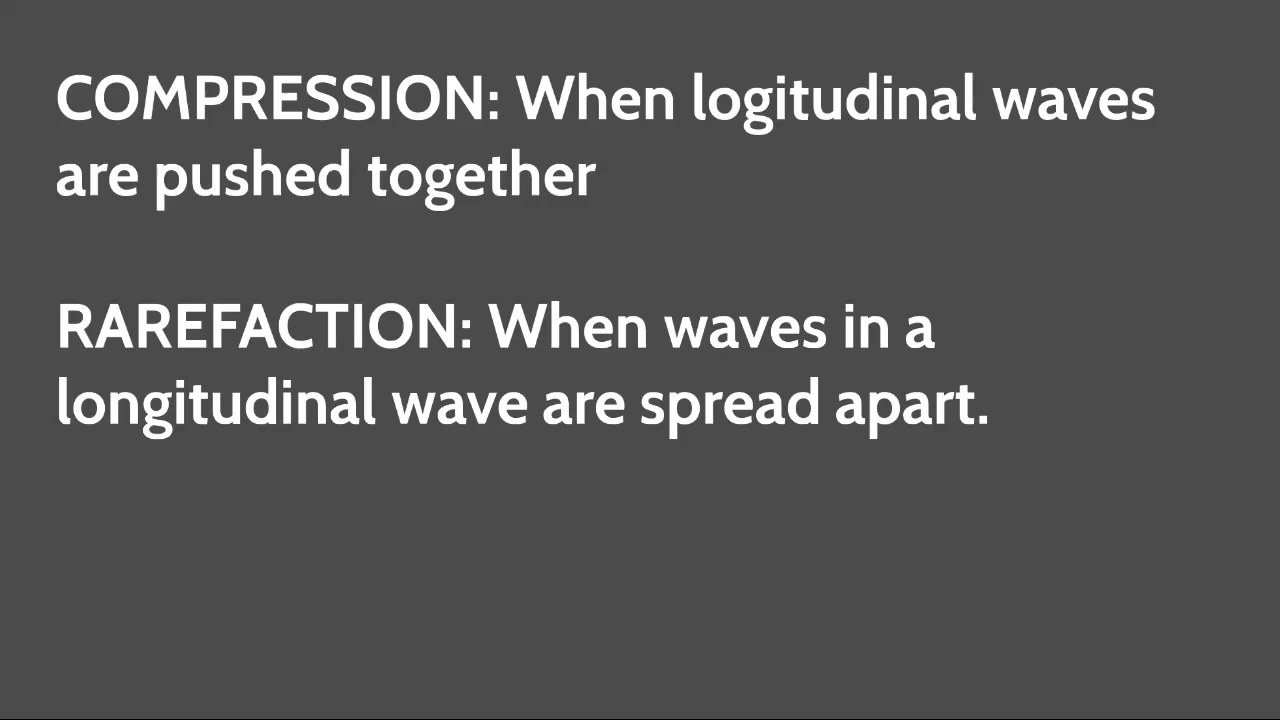 COMPRESSION: When logitudinal waves
are pushed together
RAREFACTION: When waves in a
longitudinal wave are spread apart.